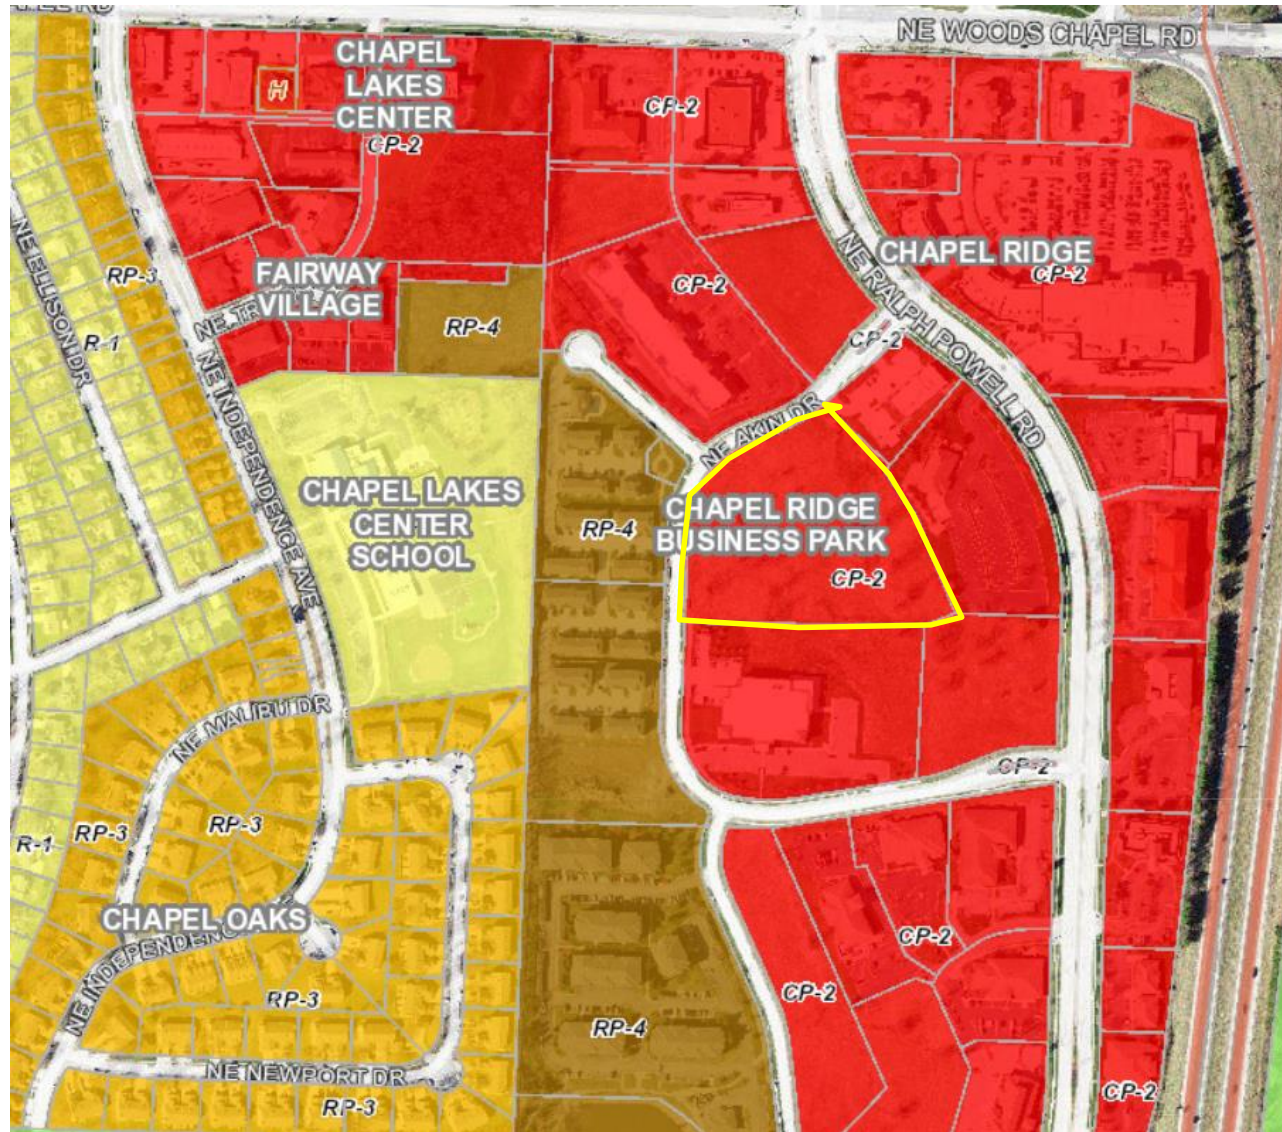 NE WOODS CHAPEL RD
CHAPEL
LAKES
CENTER
CP-2
CP-2
NE ELLISON DR
RP-3
R-1
FAIRWAY
VILLAGE
RP-4
CP-2
NE RALPH POWELL RD
CHAPEL RIDGE
CP-2
CP-2
NE INDEPENDENCE AVE
NE AKIN DR
CHAPEL LAKES
CENTER
SCHOOL
RP-4
CHAPEL RIDGE
BUSINESS PARK
CP-2
NE MALIBU DR
CP-2
R-1
RP-3
RP-3
CHAPEL OAKS
CP-2
CP-2
RP-3
RP-4
NE NEWPORT DR
RP-3
CP-2